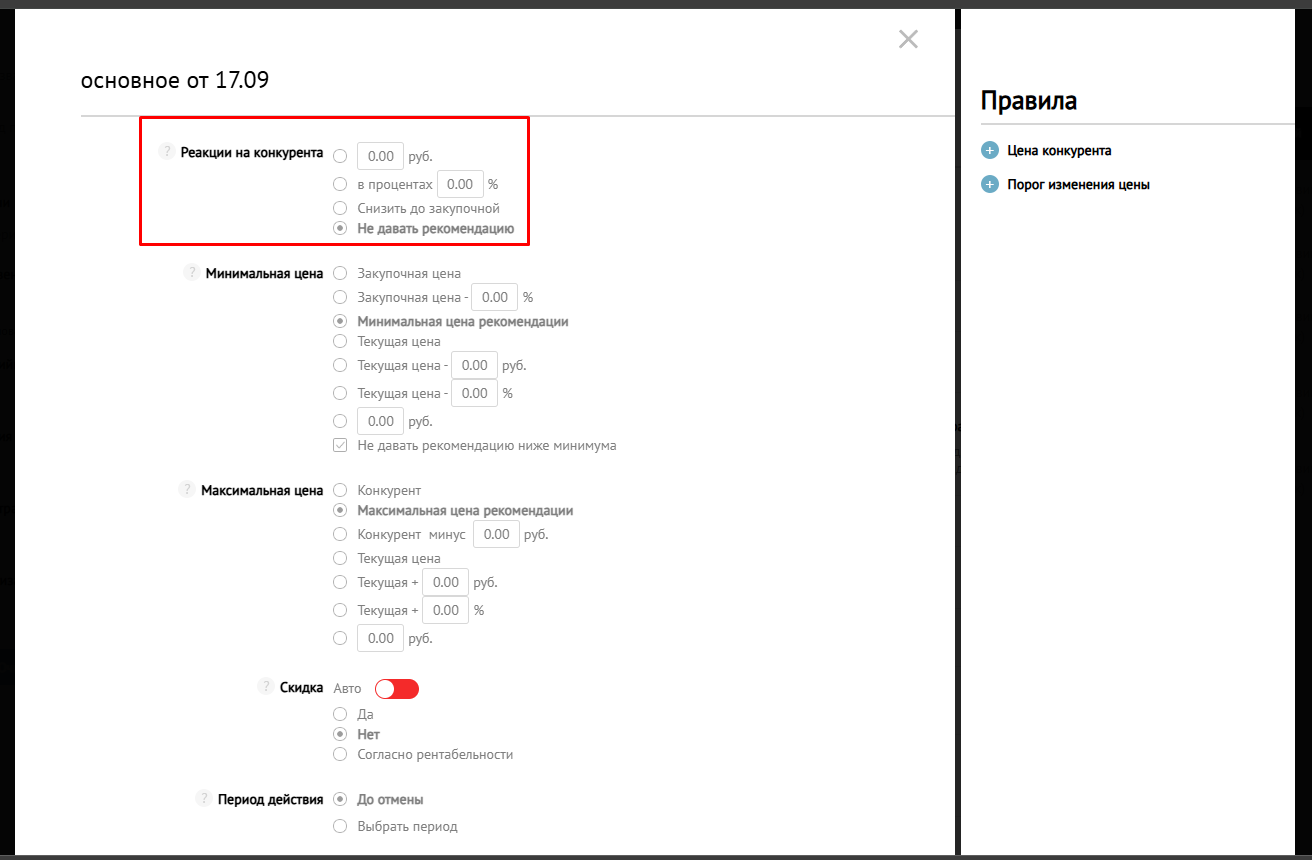 основное от 17.09
? Реакции на конкурента 0.00 руб.
в процентах 0.00 %
Снизить до закупочной
Не давать рекомендацию
? Минимальная цена Закупочная цена
Закупочная цена - 0.00 %
Минимальная цена рекомендации
Текущая цена
Текущая цена - 0.00 руб.
Текущая цена - 0.00 %
0.00 руб.
Не давать рекомендацию ниже минимума
? Максимальная цена Конкурент
Максимальная цена рекомендации
Конкурент минус 0.00 руб.
Текущая цена
Текущая + 0.00 руб.
Текущая + 0.00 %
0.00 руб.
? Скидка Авто
Да
Нет
Согласно рентабельности
? Период действия До отмены
Выбрать период
Правила
Цена конкурента
Порог изменения цены